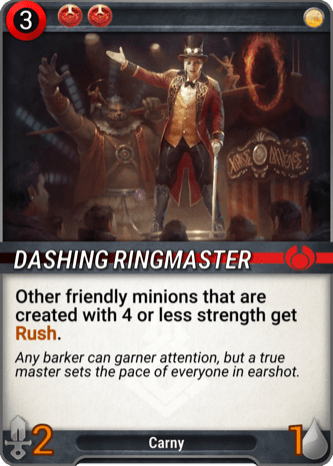 3
DASHING RINGMASTER
Other friendly minions that are
created with 4 or less strength get
Rush.
Any barker can garner attention, but a true
master sets the pace of everyone in earshot.
2
Carny
1